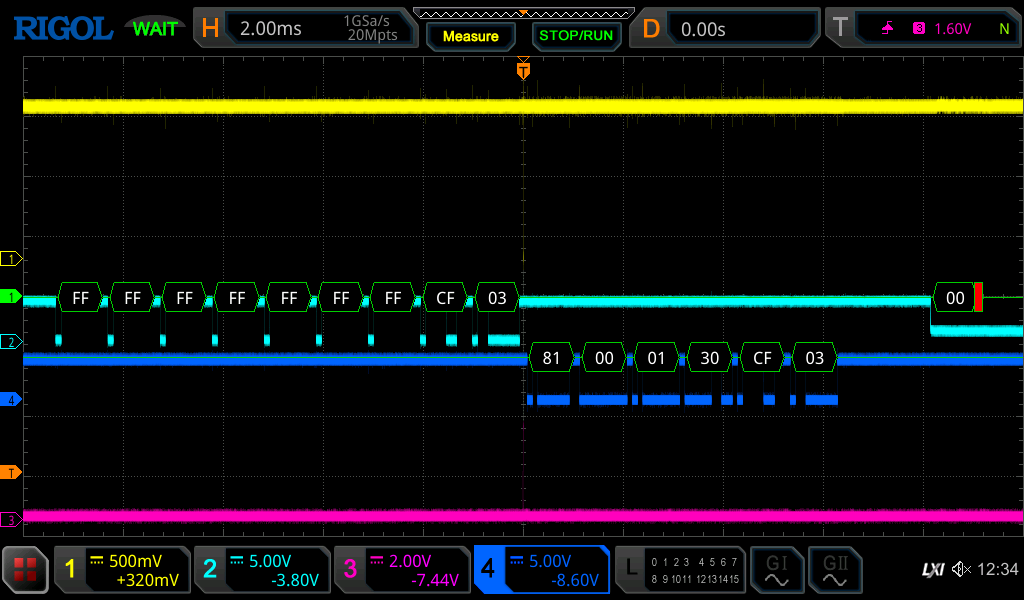 RIGOL WAIT H 2.00ms 1GSa/s 20Mpts Measure STOP/RUN D 0.00s T 3 1.60V N
T
1
1 FF FF FF FF FF FF FF CF 03 00
2
81 00 01 30 CF 03
4
T
3
1 500mV +320mV 2 5.00V -3.80V 3 2.00V -7.44V 4 5.00V -8.60V L 0 1 2 3 4 5 6 7 8 9 10 11 12 13 14 15 GI GII LXI 12:34